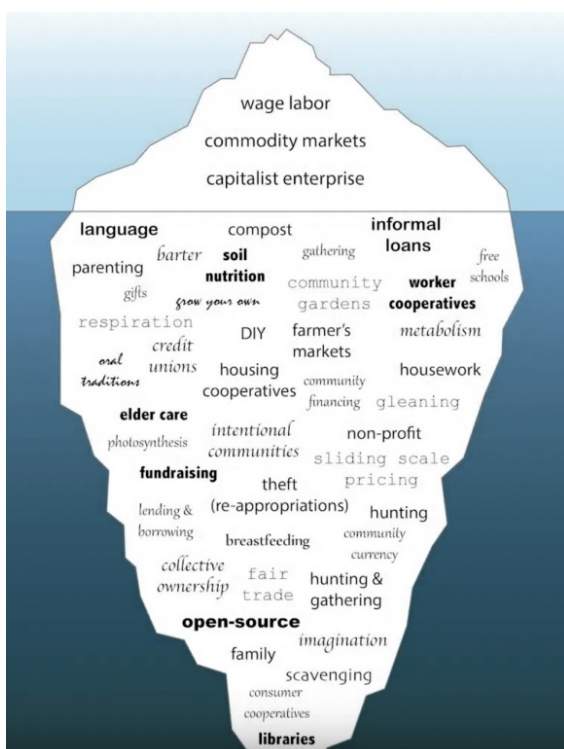 wage labor
commodity markets
capitalist enterprise
language
compost
informal
loans
barter
soil
nutrition
gathering
free
schools
parenting
gifts
grow your own
community
gardens
worker
cooperatives
respiration
credit
unions
DIY
farmer's
markets
metabolism
oral
traditions
housing
cooperatives
community
financing
housework
gleaning
elder care
photosynthesis
intentional
communities
non-profit
sliding scale
pricing
fundraising
theft
(re-appropriations)
hunting
lending &
borrowing
breastfeeding
community
currency
collective
ownership
fair
trade
hunting &
gathering
open-source
imagination
family
scavenging
consumer
cooperatives
libraries